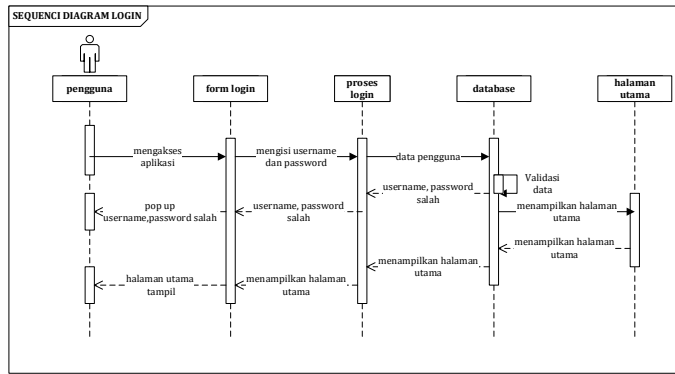 SEQUENCI DIAGRAM LOGIN
pengguna
form login
proses
login
database
halaman
utama
mengakses
aplikasi
mengisi username
dan password
data pengguna
Validasi
data
username, password
salah
username, password
salah
pop up
username,password salah
menampilkan halaman
utama
menampilkan halaman
utama
menampilkan halaman
utama
menampilkan halaman
utama
halaman utama
tampil